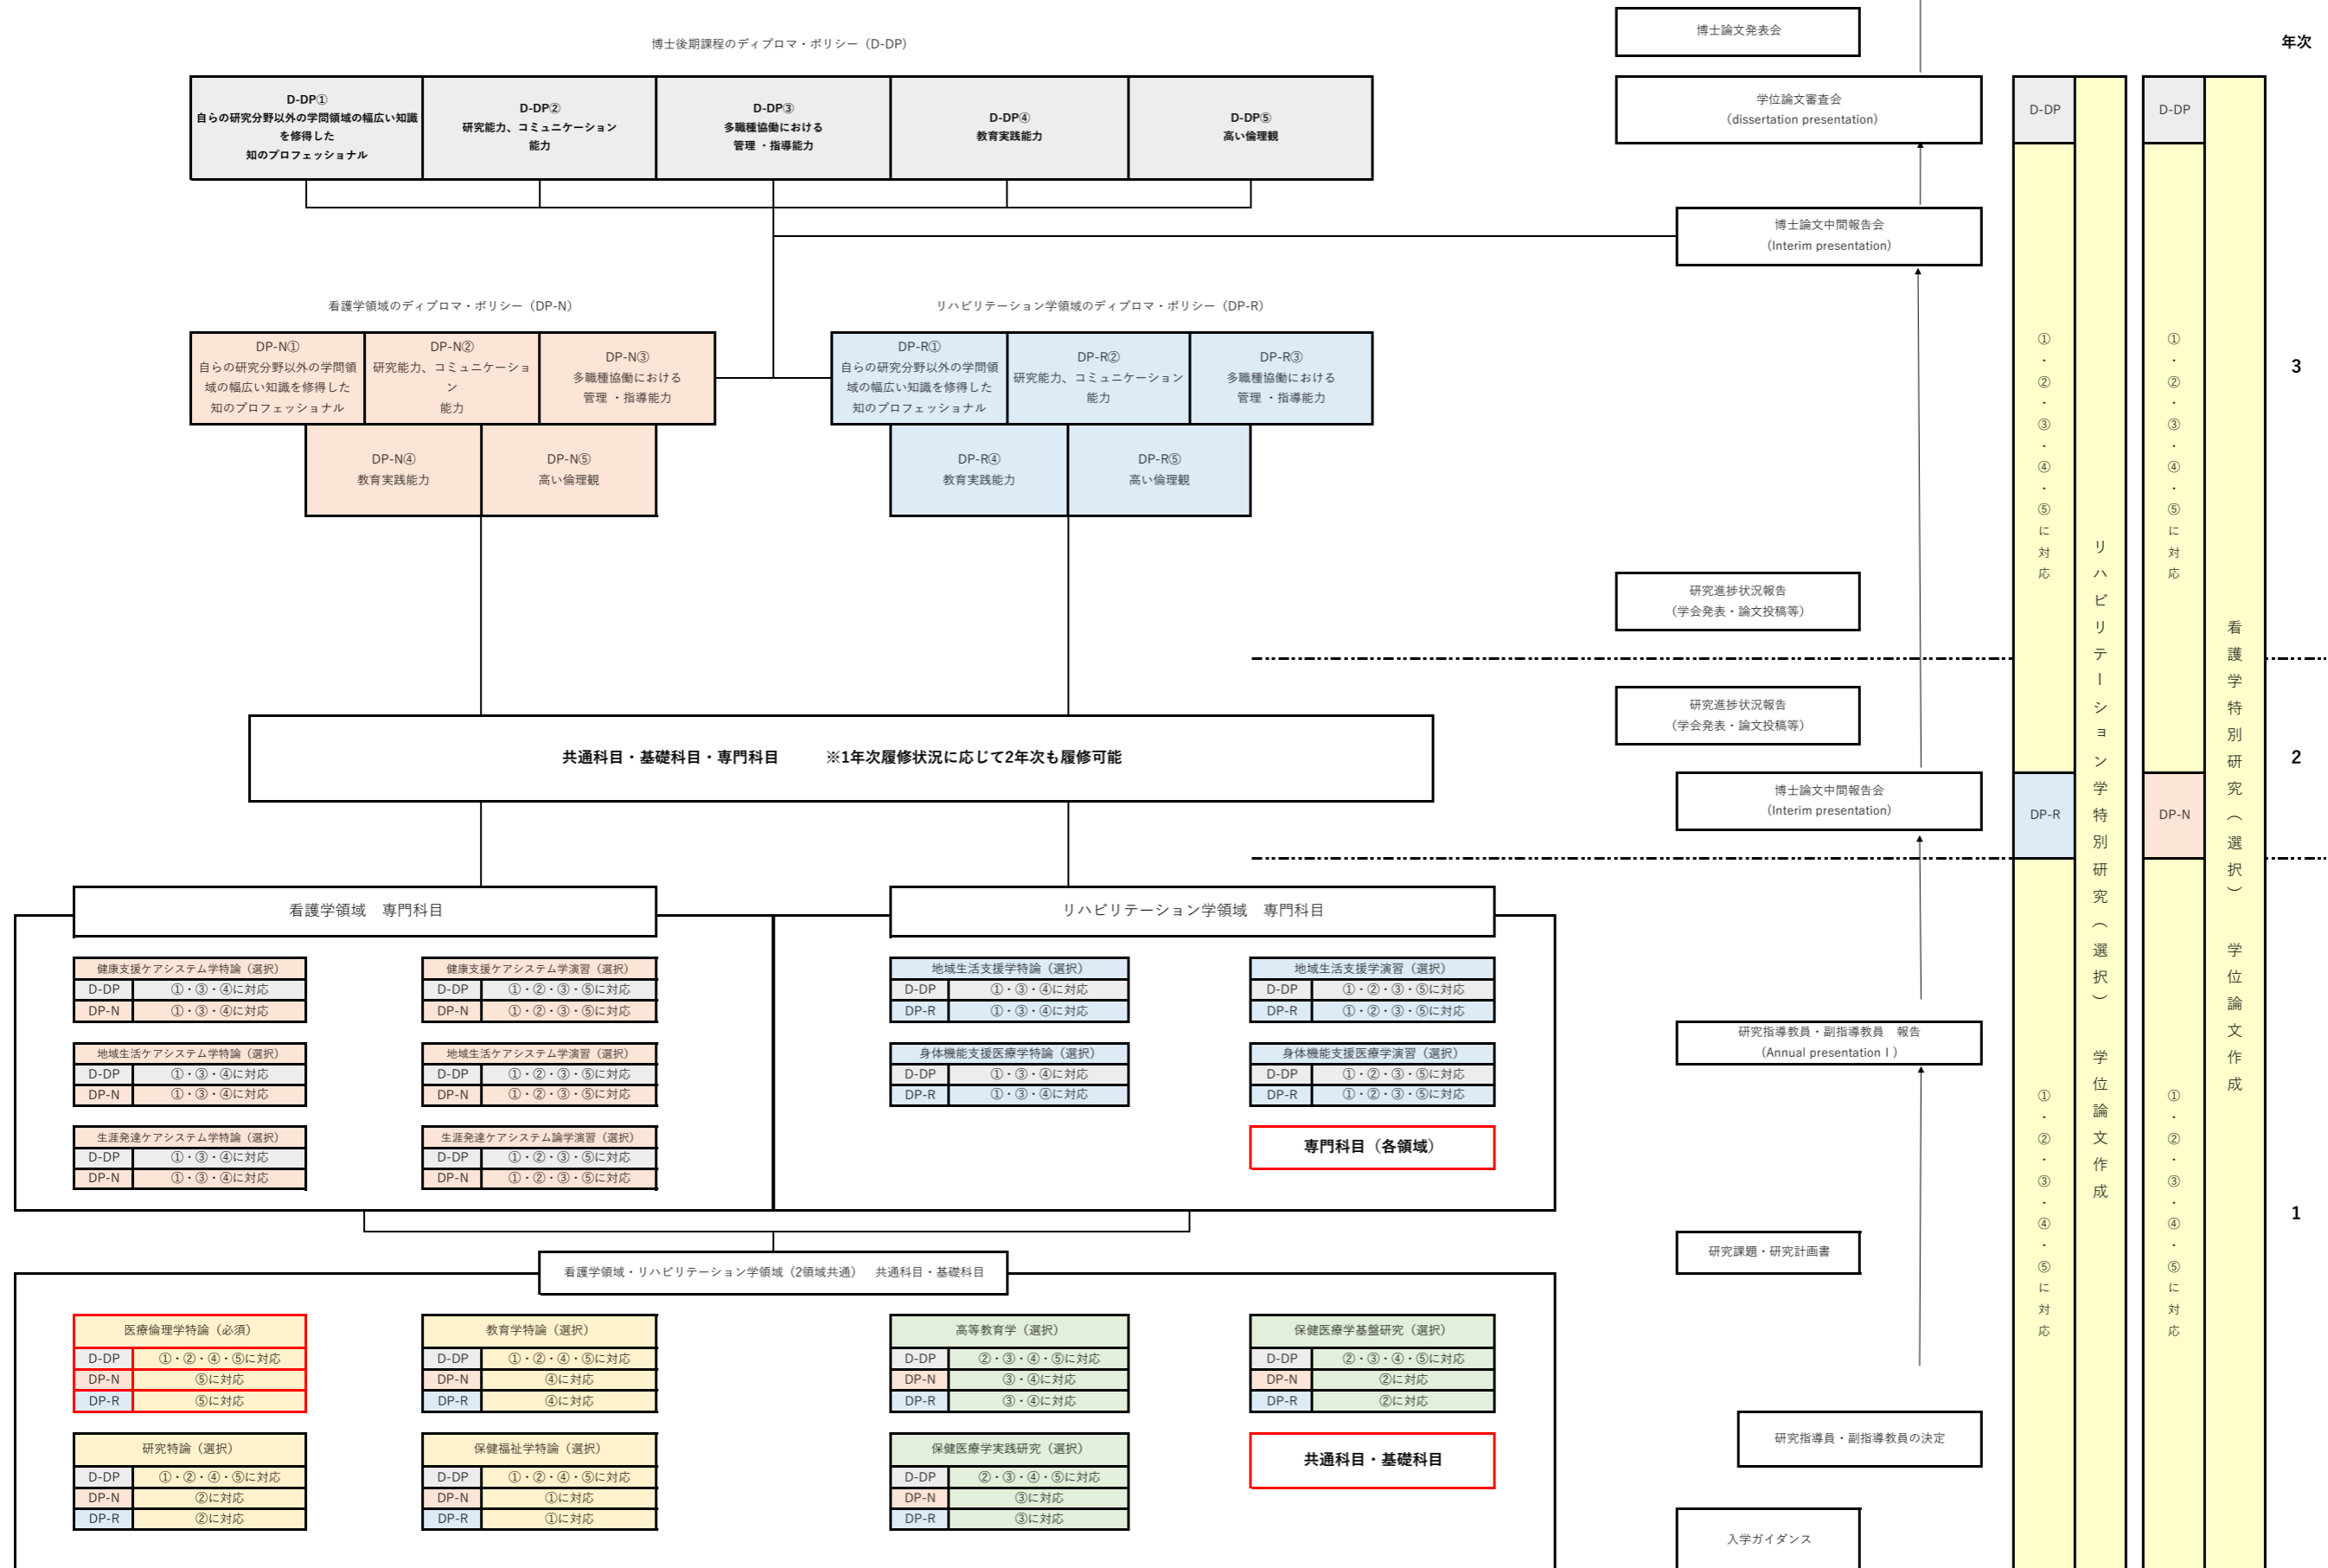 博士論文発表会
年次
博士後期課程のディプロマ・ポリシー（D-DP）
D-DP①
自らの研究分野以外の学問領域の幅広い知識
を修得した
知のプロフェッショナル
D-DP②
研究能力、コミュニケーション
能力
D-DP③
多職種協働における
管理 ・指導能力
D-DP④
教育実践能力
D-DP⑤
高い倫理観
学位論文審査会
（dissertation presentation）
D-DP
D-DP
博士論文中間報告会
（Interim presentation）
看護学領域のディプロマ・ポリシー（DP-N）
リハビリテーション学領域のディプロマ・ポリシー（DP-R）
DP-N①
自らの研究分野以外の学問領
域の幅広い知識を修得した
知のプロフェッショナル
DP-N②
研究能力、コミュニケーショ
ン
能力
DP-N③
多職種協働における
管理 ・指導能力
DP-R①
自らの研究分野以外の学問領
域の幅広い知識を修得した
知のプロフェッショナル
DP-R②
研究能力、コミュニケーション
能力
DP-R③
多職種協働における
管理 ・指導能力
DP-N④
教育実践能力
DP-N⑤
高い倫理観
DP-R④
教育実践能力
DP-R⑤
高い倫理観
①・②・③・④・⑤に対応
①・②・③・④・⑤に対応
3
リハビリテーション学特別研究（選択） 学位論文作成
看護学特別研究（選択） 学位論文作成
研究進捗状況報告
（学会発表・論文投稿等）
研究進捗状況報告
（学会発表・論文投稿等）
共通科目・基礎科目・専門科目　　　※1年次履修状況に応じて2年次も履修可能
2
博士論文中間報告会
（Interim presentation）
DP-R
DP-N
看護学領域　専門科目
リハビリテーション学領域　専門科目
健康支援ケアシステム学特論（選択）
D-DP ①・③・④に対応
DP-N ①・③・④に対応
健康支援ケアシステム学演習（選択）
D-DP ①・②・③・⑤に対応
DP-N ①・②・③・⑤に対応
地域生活支援学特論（選択）
D-DP ①・③・④に対応
DP-R ①・③・④に対応
地域生活支援学演習（選択）
D-DP ①・②・③・⑤に対応
DP-R ①・②・③・⑤に対応
研究指導教員・副指導教員　報告
（Annual presentationⅠ）
地域生活ケアシステム学特論（選択）
D-DP ①・③・④に対応
DP-N ①・③・④に対応
地域生活ケアシステム学演習（選択）
D-DP ①・②・③・⑤に対応
DP-N ①・②・③・⑤に対応
身体機能支援医療学特論（選択）
D-DP ①・③・④に対応
DP-R ①・③・④に対応
身体機能支援医療学演習（選択）
D-DP ①・②・③・⑤に対応
DP-R ①・②・③・⑤に対応
生涯発達ケアシステム学特論（選択）
D-DP ①・③・④に対応
DP-N ①・③・④に対応
生涯発達ケアシステム論学演習（選択）
D-DP ①・②・③・⑤に対応
DP-N ①・②・③・⑤に対応
専門科目（各領域）
①・②・③・④・⑤に対応
①・②・③・④・⑤に対応
1
研究課題・研究計画書
看護学領域・リハビリテーション学領域（2領域共通）　共通科目・基礎科目
医療倫理学特論（必須）
D-DP ①・②・④・⑤に対応
DP-N ⑤に対応
DP-R ⑤に対応
教育学特論（選択）
D-DP ①・②・④・⑤に対応
DP-N ④に対応
DP-R ④に対応
高等教育学（選択）
D-DP ②・③・④・⑤に対応
DP-N ③・④に対応
DP-R ③・④に対応
保健医療学基盤研究（選択）
D-DP ②・③・④・⑤に対応
DP-N ②に対応
DP-R ②に対応
研究指導員・副指導教員の決定
研究特論（選択）
D-DP ①・②・④・⑤に対応
DP-N ②に対応
DP-R ②に対応
保健福祉学特論（選択）
D-DP ①・②・④・⑤に対応
DP-N ①に対応
DP-R ①に対応
保健医療学実践研究（選択）
D-DP ②・③・④・⑤に対応
DP-N ③に対応
DP-R ③に対応
共通科目・基礎科目
入学ガイダンス